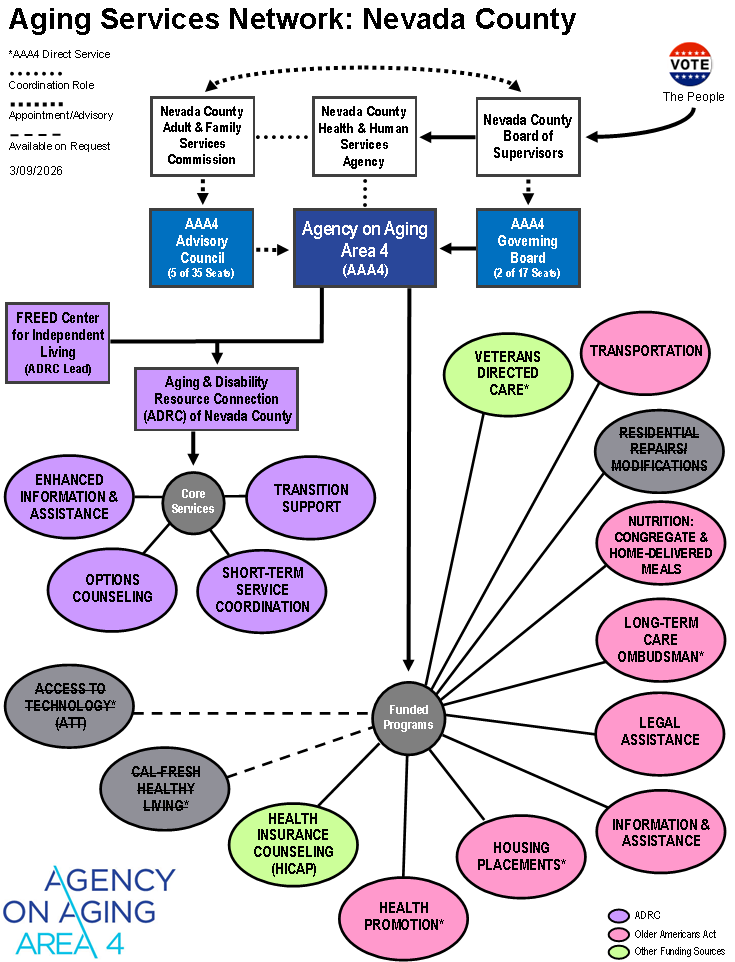 Aging Services Network: Nevada County
*AAA4 Direct Service
Coordination Role
Appointment/Advisory
Available on Request
3/09/2026
VOTE
The People
Nevada County
Adult & Family
Services
Commission
Nevada County
Health & Human
Services
Agency
Nevada County
Board of
Supervisors
AAA4
Advisory
Council
(5 of 35 Seats)
Agency on Aging
Area 4
(AAA4)
AAA4
Governing
Board
(2 of 17 Seats)
FREED Center
for Independent
Living
(ADRC Lead)
Aging & Disability
Resource Connection
(ADRC) of Nevada County
VETERANS
DIRECTED
CARE*
TRANSPORTATION
RESIDENTIAL
REPAIRS/
MODIFICATIONS
ENHANCED
INFORMATION &
ASSISTANCE
Core
Services
TRANSITION
SUPPORT
NUTRITION:
CONGREGATE &
HOME-DELIVERED
MEALS
OPTIONS
COUNSELING
SHORT-TERM
SERVICE
COORDINATION
LONG-TERM
CARE
OMBUDSMAN*
ACCESS TO
TECHNOLOGY*
(ATT)
Funded
Programs
LEGAL
ASSISTANCE
CAL-FRESH
HEALTHY
LIVING*
HEALTH
INSURANCE
COUNSELING
(HICAP)
INFORMATION &
ASSISTANCE
HOUSING
PLACEMENTS*
HEALTH
PROMOTION*
AGENCY
ON AGING
AREA 4
ADRC
Older Americans Act
Other Funding Sources